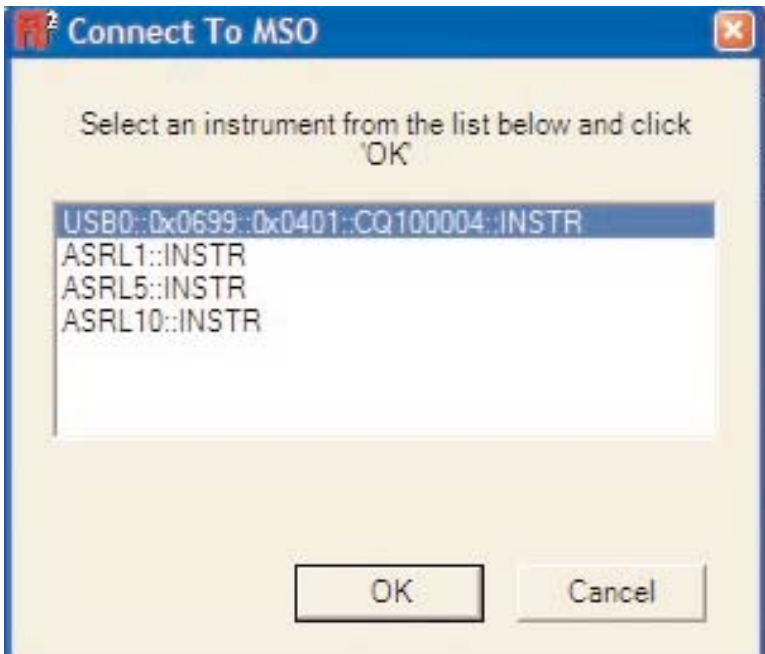 Connect To MSO
Select an instrument from the list below and click
'OK'
USB0::0x0699::0x0401::CQ100004::INSTR
ASRL1::INSTR
ASRL5::INSTR
ASRL10::INSTR
OK
Cancel